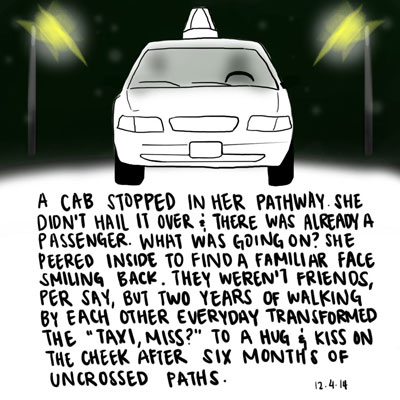 A CAB STOPPED IN HER PATHWAY. SHE
DIDN'T HAIL IT OVER & THERE WAS ALREADY A
PASSENGER. WHAT WAS GOING ON? SHE
PEERED INSIDE TO FIND A FAMILIAR FACE
SMILING BACK. THEY WEREN'T FRIENDS,
PER SAY, BUT TWO YEARS OF WALKING
BY EACH OTHER EVERYDAY TRANSFORMED
THE "TAXI, MISS?" TO A HUG & KISS ON
THE CHEEK AFTER SIX MONTHS OF
UNCROSSED PATHS.
12.4.14